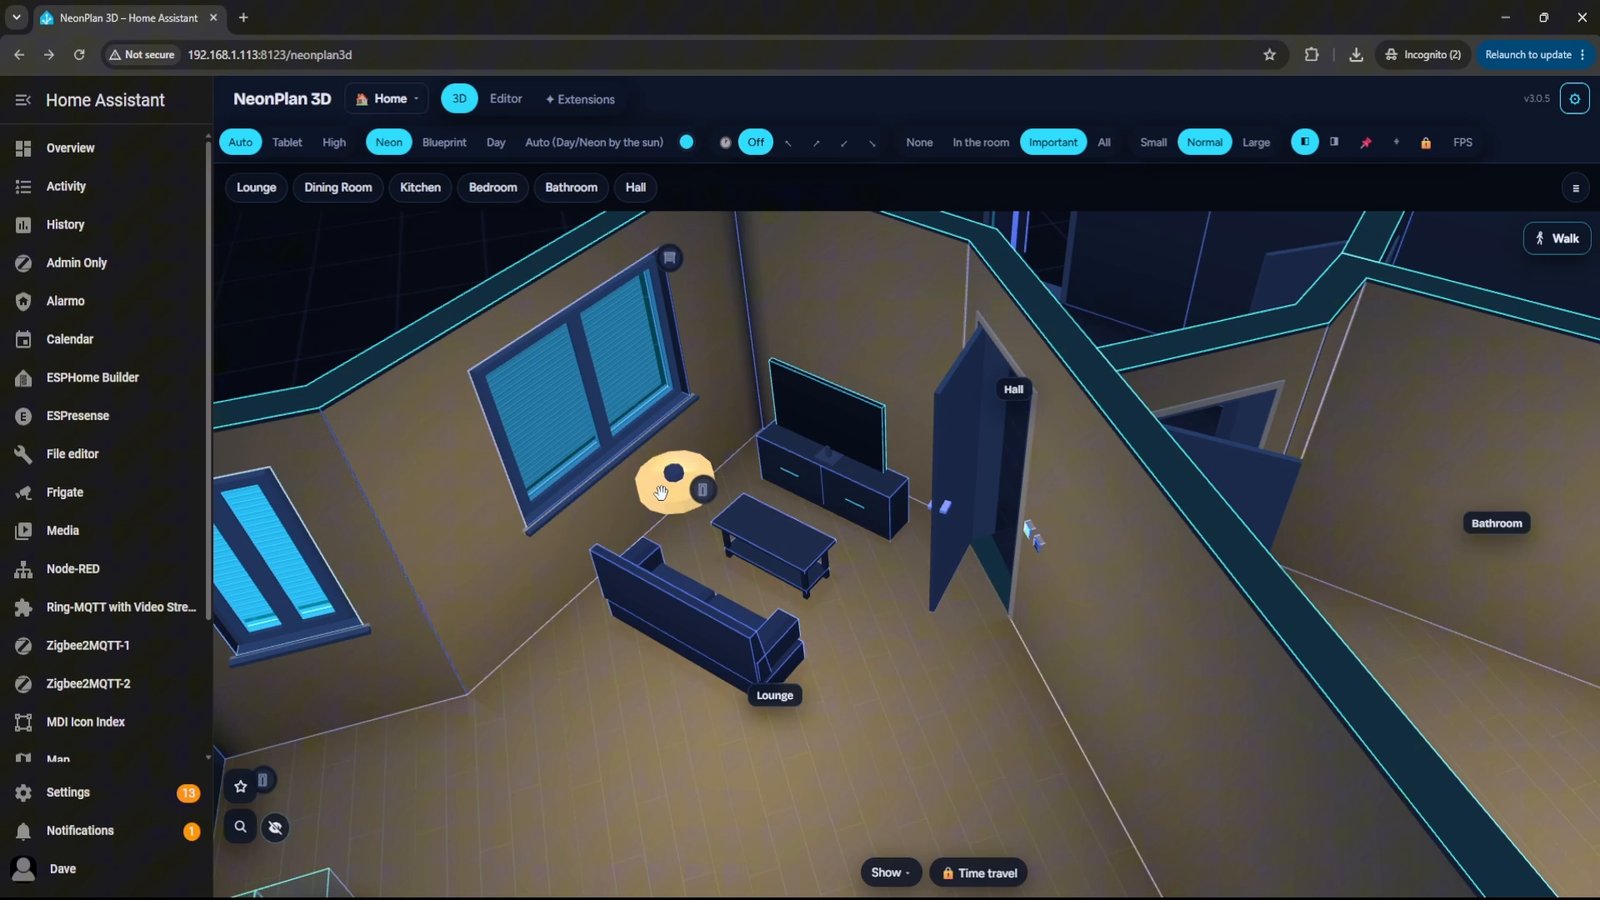 NeonPlan 3D – Home Assistant
Not secure
192.168.1.113:8123/neonplan3d
Incognito (2)
Relaunch to update
Home Assistant
Overview
Activity
History
Admin Only
Alarmo
Calendar
ESPHome Builder
ESPresense
File editor
Frigate
Media
Node-RED
Ring-MQTT with Video Stre...
Zigbee2MQTT-1
Zigbee2MQTT-2
MDI Icon Index
Map
Settings
13
Notifications
1
Dave
NeonPlan 3D
Home
3D
Editor
Extensions
v3.0.5
Auto
Tablet
High
Neon
Blueprint
Day
Auto (Day/Neon by the sun)
Off
None
In the room
Important
All
Small
Normal
Large
FPS
Lounge
Dining Room
Kitchen
Bedroom
Bathroom
Hall
Walk
Hall
Bathroom
Lounge
Show
Time travel